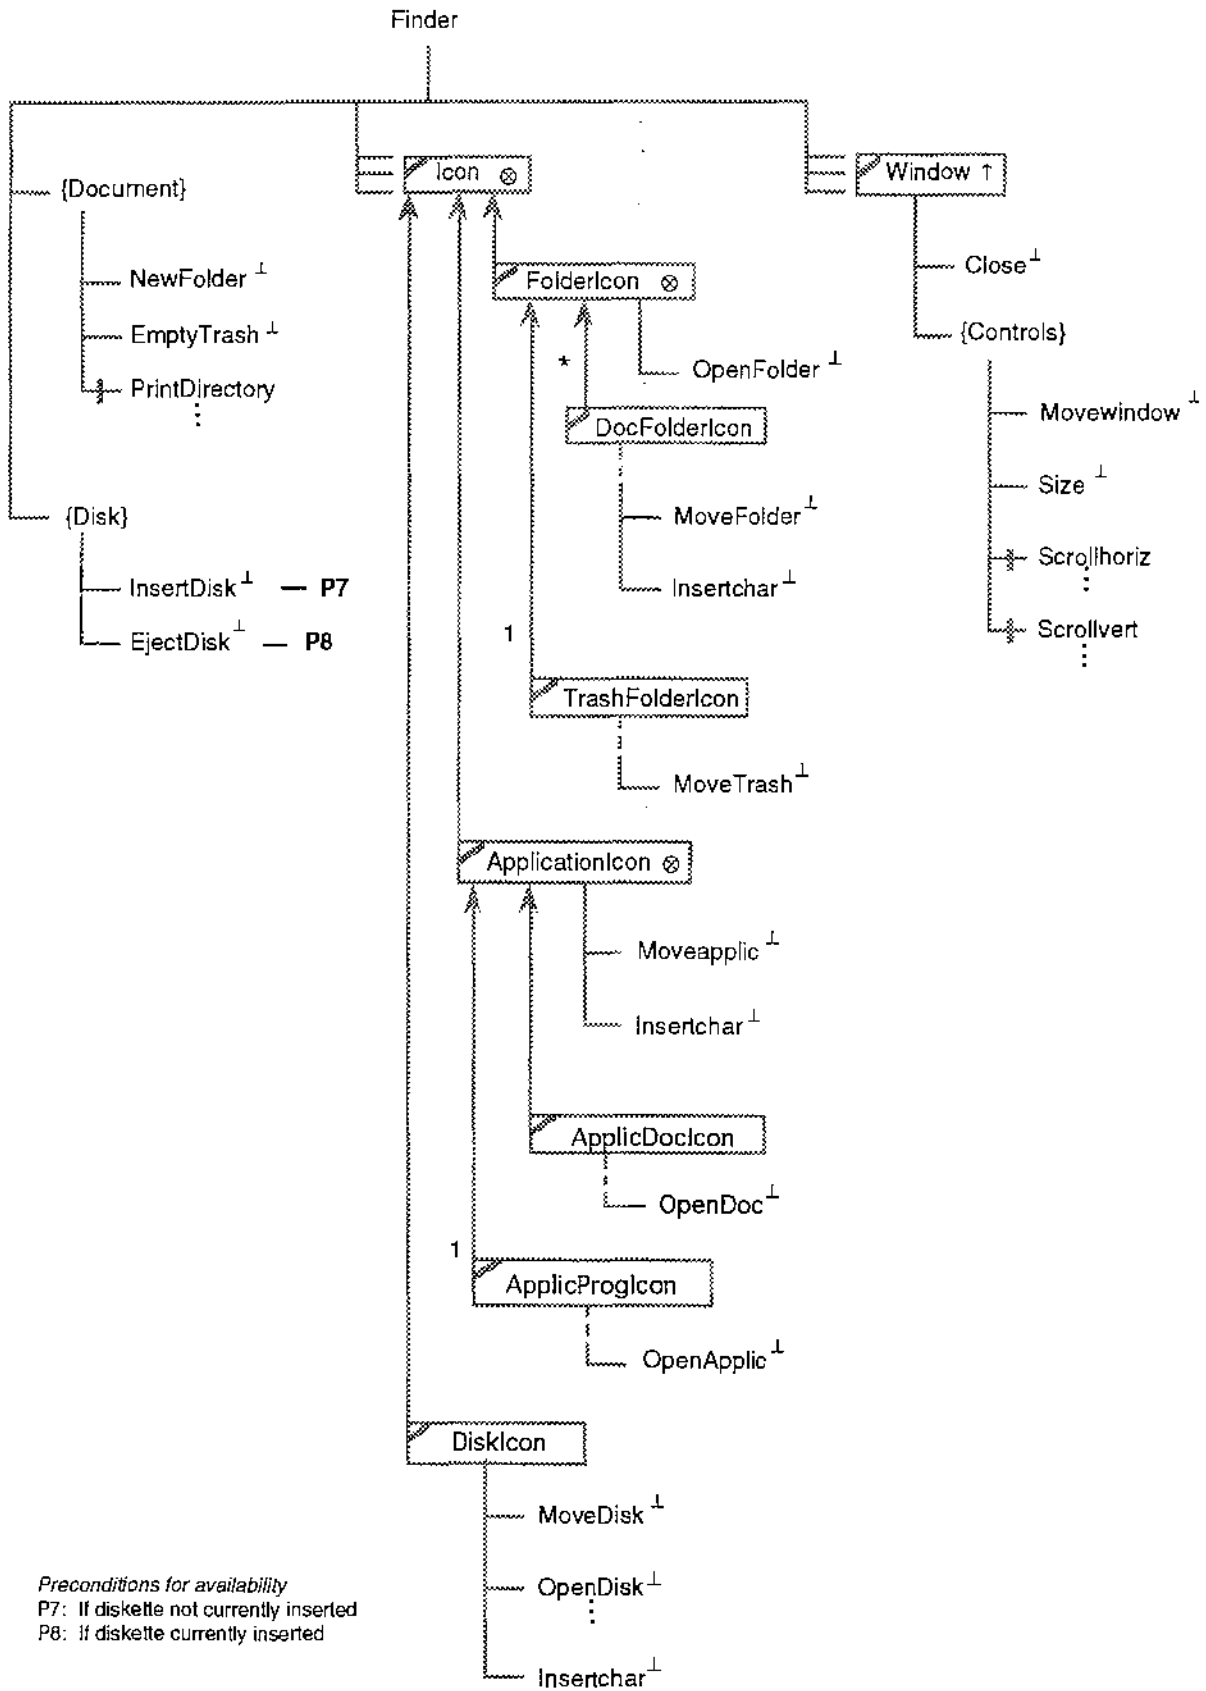 Finder
{Document}
NewFolder ⊥
EmptyTrash ⊥
PrintDirectory
{Disk}
InsertDisk ⊥ — P7
EjectDisk ⊥ — P8
Icon ⊗
FolderIcon ⊗
OpenFolder ⊥
*
DocFolderIcon
MoveFolder ⊥
Insertchar ⊥
1
TrashFolderIcon
MoveTrash ⊥
ApplicationIcon ⊗
Moveapplic ⊥
Insertchar ⊥
ApplicDocIcon
OpenDoc ⊥
1
ApplicProgIcon
OpenApplic ⊥
DiskIcon
MoveDisk ⊥
OpenDisk ⊥
Insertchar ⊥
Window ↑
Close ⊥
{Controls}
Movewindow ⊥
Size ⊥
Scrollhoriz
Scrollvert
Preconditions for availability
P7: If diskette not currently inserted
P8: If diskette currently inserted